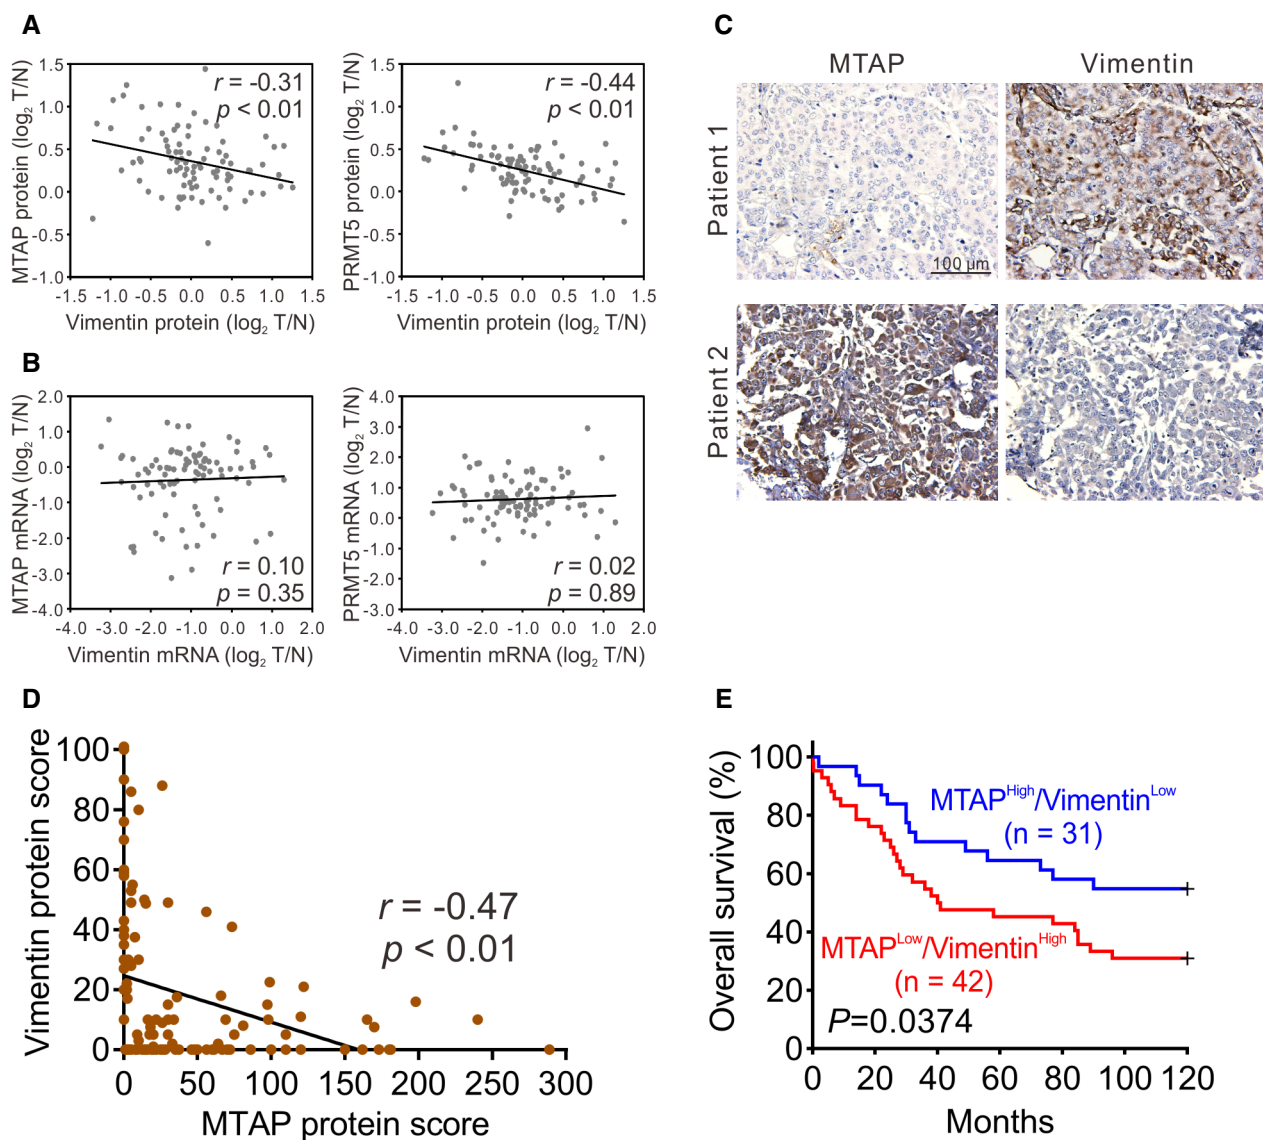 A
MTAP protein (log₂ T/N)
1.5
1.0
0.5
0.0
-0.5
-1.0
r = -0.31
p < 0.01
-1.5 -1.0 -0.5 0.0 0.5 1.0 1.5
Vimentin protein (log₂ T/N)
PRMT5 protein (log₂ T/N)
1.5
1.0
0.5
0.0
-0.5
-1.0
r = -0.44
p < 0.01
-1.5 -1.0 -0.5 0.0 0.5 1.0 1.5
Vimentin protein (log₂ T/N)
B
MTAP mRNA (log₂ T/N)
2.0
1.0
0.0
-1.0
-2.0
-3.0
-4.0
r = 0.10
p = 0.35
-4.0 -3.0 -2.0 -1.0 0.0 1.0 2.0
Vimentin mRNA (log₂ T/N)
PRMT5 mRNA (log₂ T/N)
4.0
3.0
2.0
1.0
0.0
-1.0
-2.0
-3.0
r = 0.02
p = 0.89
-4.0 -3.0 -2.0 -1.0 0.0 1.0 2.0
Vimentin mRNA (log₂ T/N)
C
MTAP Vimentin
Patient 1
100 µm
Patient 2
D
Vimentin protein score
100
80
60
40
20
0
r = -0.47
p < 0.01
0 50 100 150 200 250 300
MTAP protein score
E
Overall survival (%)
100
80
60
40
20
0
MTAP^High/Vimentin^Low
(n = 31)
MTAP^Low/Vimentin^High
(n = 42)
P=0.0374
0 20 40 60 80 100 120
Months